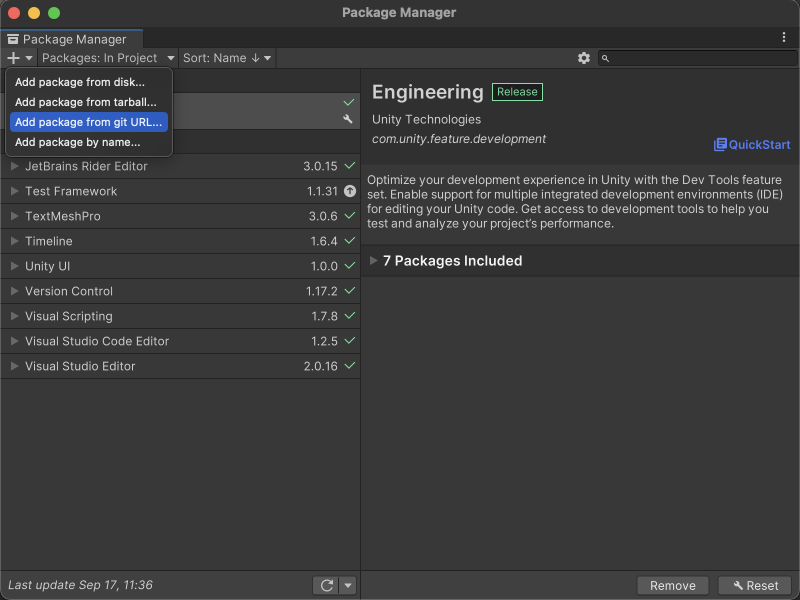 Package Manager
Package Manager
Packages: In Project
Sort: Name ↓
Add package from disk...
Add package from tarball...
Add package from git URL...
Add package by name...
JetBrains Rider Editor 3.0.15
Test Framework 1.1.31
TextMeshPro 3.0.6
Timeline 1.6.4
Unity UI 1.0.0
Version Control 1.17.2
Visual Scripting 1.7.8
Visual Studio Code Editor 1.2.5
Visual Studio Editor 2.0.16
Last update Sep 17, 11:36
Engineering Release
Unity Technologies
com.unity.feature.development
QuickStart
Optimize your development experience in Unity with the Dev Tools feature
set. Enable support for multiple integrated development environments (IDE)
for editing your Unity code. Get access to development tools to help you
test and analyze your project's performance.
7 Packages Included
Remove
Reset